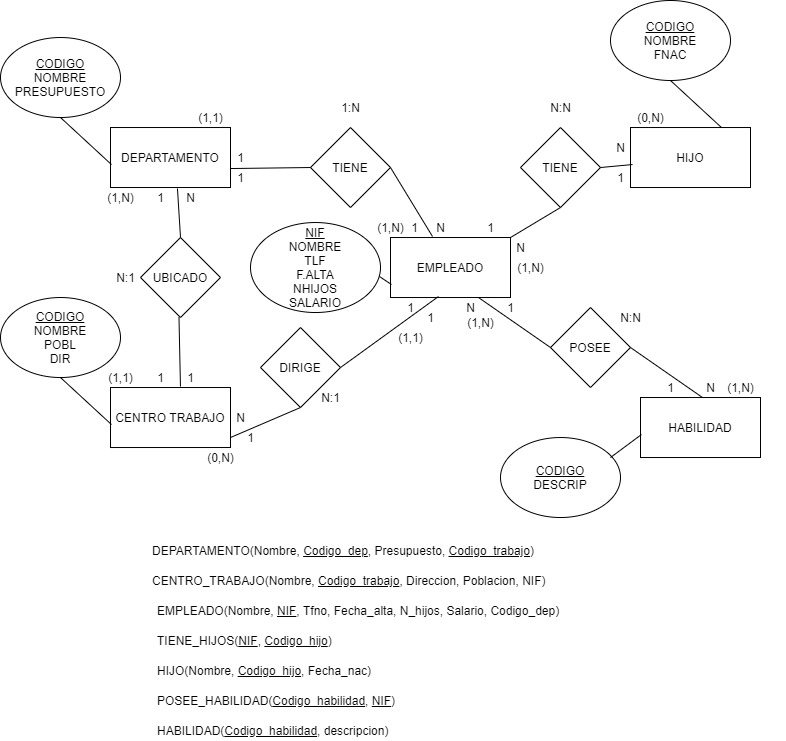 CODIGO
NOMBRE
FNAC
CODIGO
NOMBRE
PRESUPUESTO
(1,1)
1:N
N:N
(0,N)
DEPARTAMENTO
1
1
TIENE
TIENE
N
1
HIJO
(1,N)
1
N
NIF
NOMBRE
TLF
F.ALTA
NHIJOS
SALARIO
(1,N)
1
N
1
N
(1,N)
EMPLEADO
N:1
UBICADO
CODIGO
NOMBRE
POBL
DIR
1
1
(1,1)
N
1
(1,N)
N:N
DIRIGE
N:1
POSEE
(1,1)
1
1
CENTRO TRABAJO
N
1
(0,N)
1
N
(1,N)
HABILIDAD
CODIGO
DESCRIP
DEPARTAMENTO(Nombre, Codigo_dep, Presupuesto, Codigo_trabajo)
CENTRO_TRABAJO(Nombre, Codigo_trabajo, Direccion, Poblacion, NIF)
EMPLEADO(Nombre, NIF, Tfno, Fecha_alta, N_hijos, Salario, Codigo_dep)
TIENE_HIJOS(NIF, Codigo_hijo)
HIJO(Nombre, Codigo_hijo, Fecha_nac)
POSEE_HABILIDAD(Codigo_habilidad, NIF)
HABILIDAD(Codigo_habilidad, descripcion)